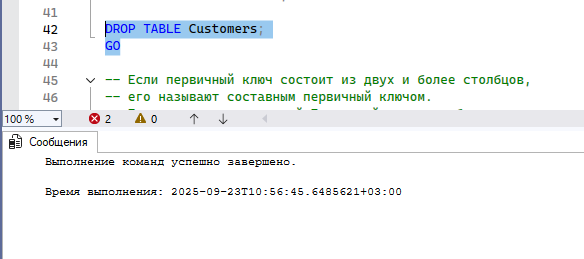 41
42 DROP TABLE Customers;
43 GO
44
45 -- Если первичный ключ состоит из двух и более столбцов,
46 -- его называют составным первичный ключом.
100 % 2 0
Сообщения
Выполнение команд успешно завершено.
Время выполнения: 2025-09-23T10:56:45.6485621+03:00